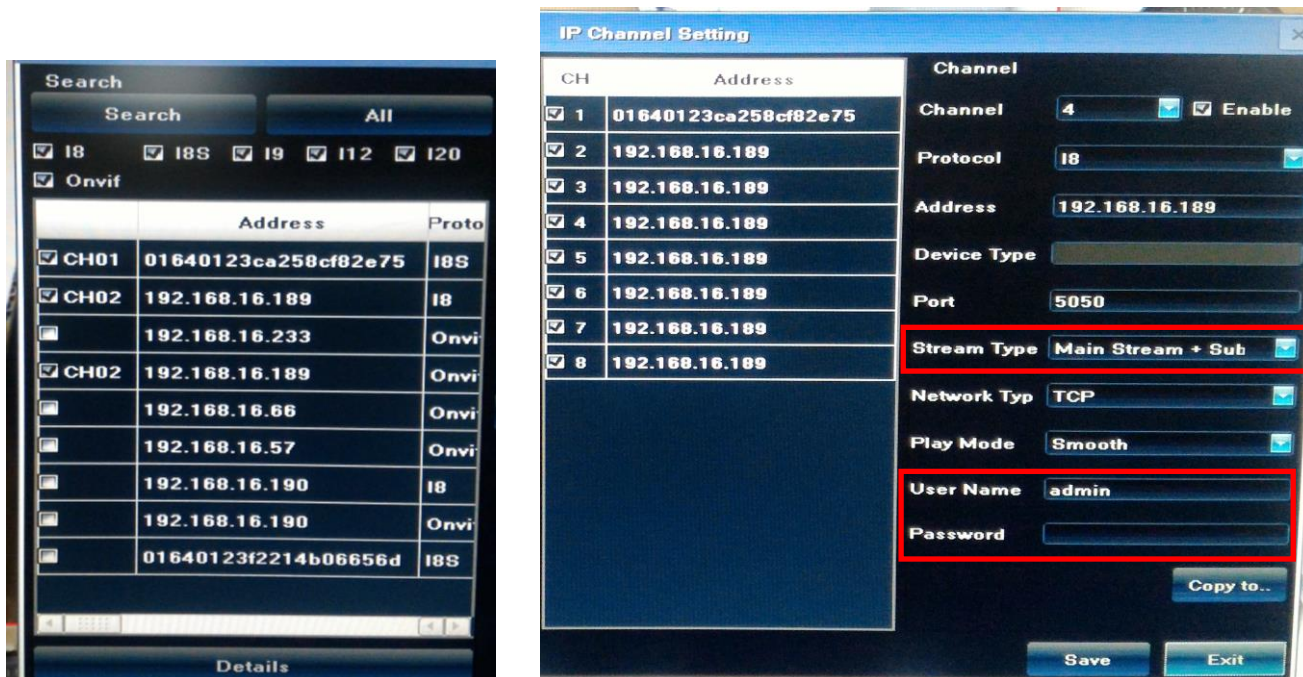 Search
Search All
I8 I8S I9 I12 I20
Onvif
Address Proto
CH01 01640123ca258cf82e75 I8S
CH02 192.168.16.189 I8
192.168.16.233 Onvi
CH02 192.168.16.189 Onvi
192.168.16.66 Onvi
192.168.16.57 Onvi
192.168.16.190 I8
192.168.16.190 Onvi
01640123f2214b06656d I8S
Details
IP Channel Setting
CH Address
1 01640123ca258cf82e75
2 192.168.16.189
3 192.168.16.189
4 192.168.16.189
5 192.168.16.189
6 192.168.16.189
7 192.168.16.189
8 192.168.16.189
Channel
Channel 4 Enable
Protocol I8
Address 192.168.16.189
Device Type
Port 5050
Stream Type Main Stream + Sub
Network Typ TCP
Play Mode Smooth
User Name admin
Password
Copy to..
Save Exit